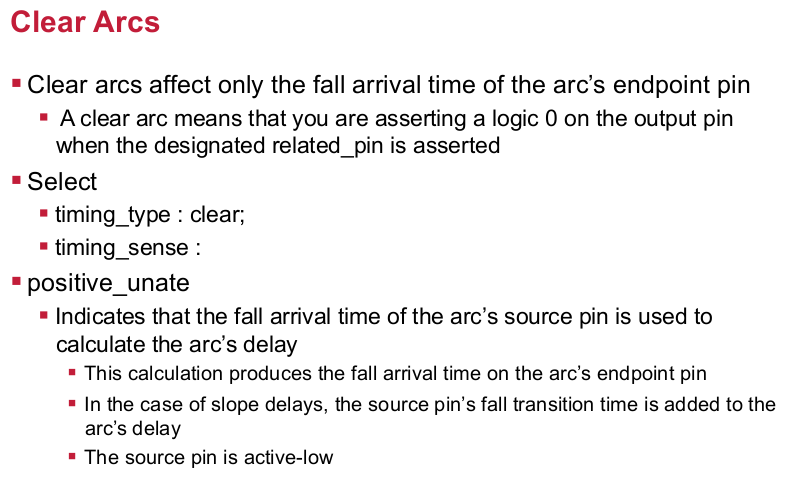 Clear Arcs
Clear arcs affect only the fall arrival time of the arc's endpoint pin
A clear arc means that you are asserting a logic 0 on the output pin
when the designated related_pin is asserted
Select
timing_type : clear;
timing_sense :
positive_unate
Indicates that the fall arrival time of the arc's source pin is used to
calculate the arc's delay
This calculation produces the fall arrival time on the arc's endpoint pin
In the case of slope delays, the source pin's fall transition time is added to the
arc's delay
The source pin is active-low